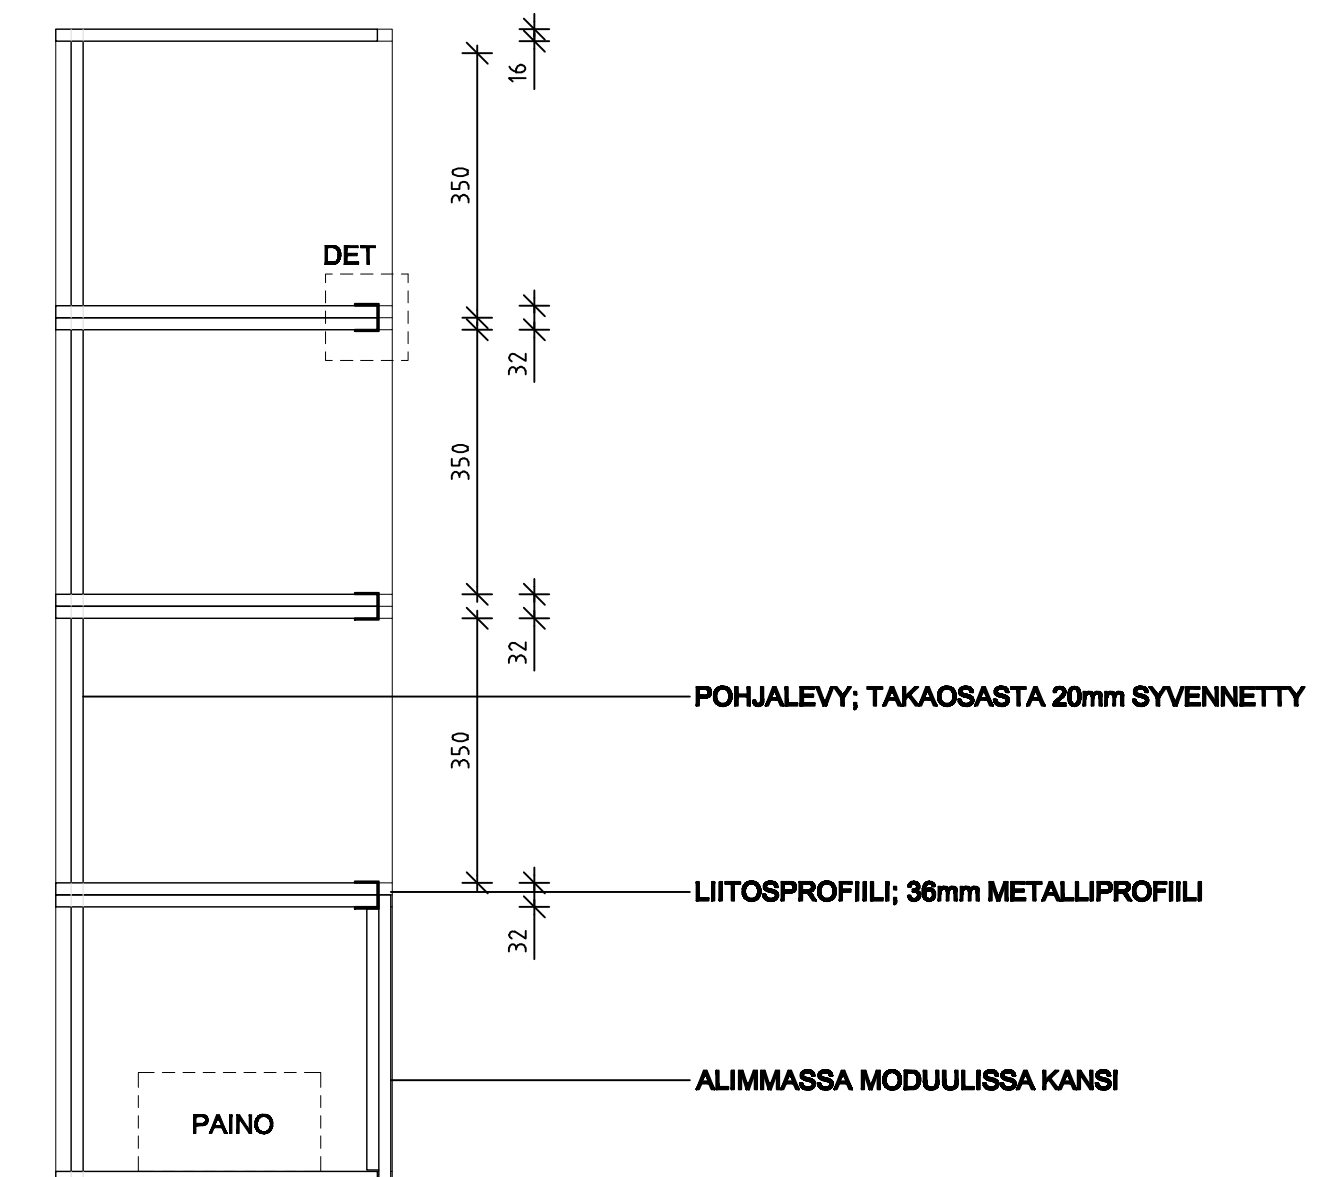 16
350
DET
32
350
32
POHJALEVY; TAKAOSASTA 20mm SYVENNETTY
350
LIITOSPROFIILI; 36mm METALLIPROFIILI
32
ALIMMASSA MODUULISSA KANSI
PAINO